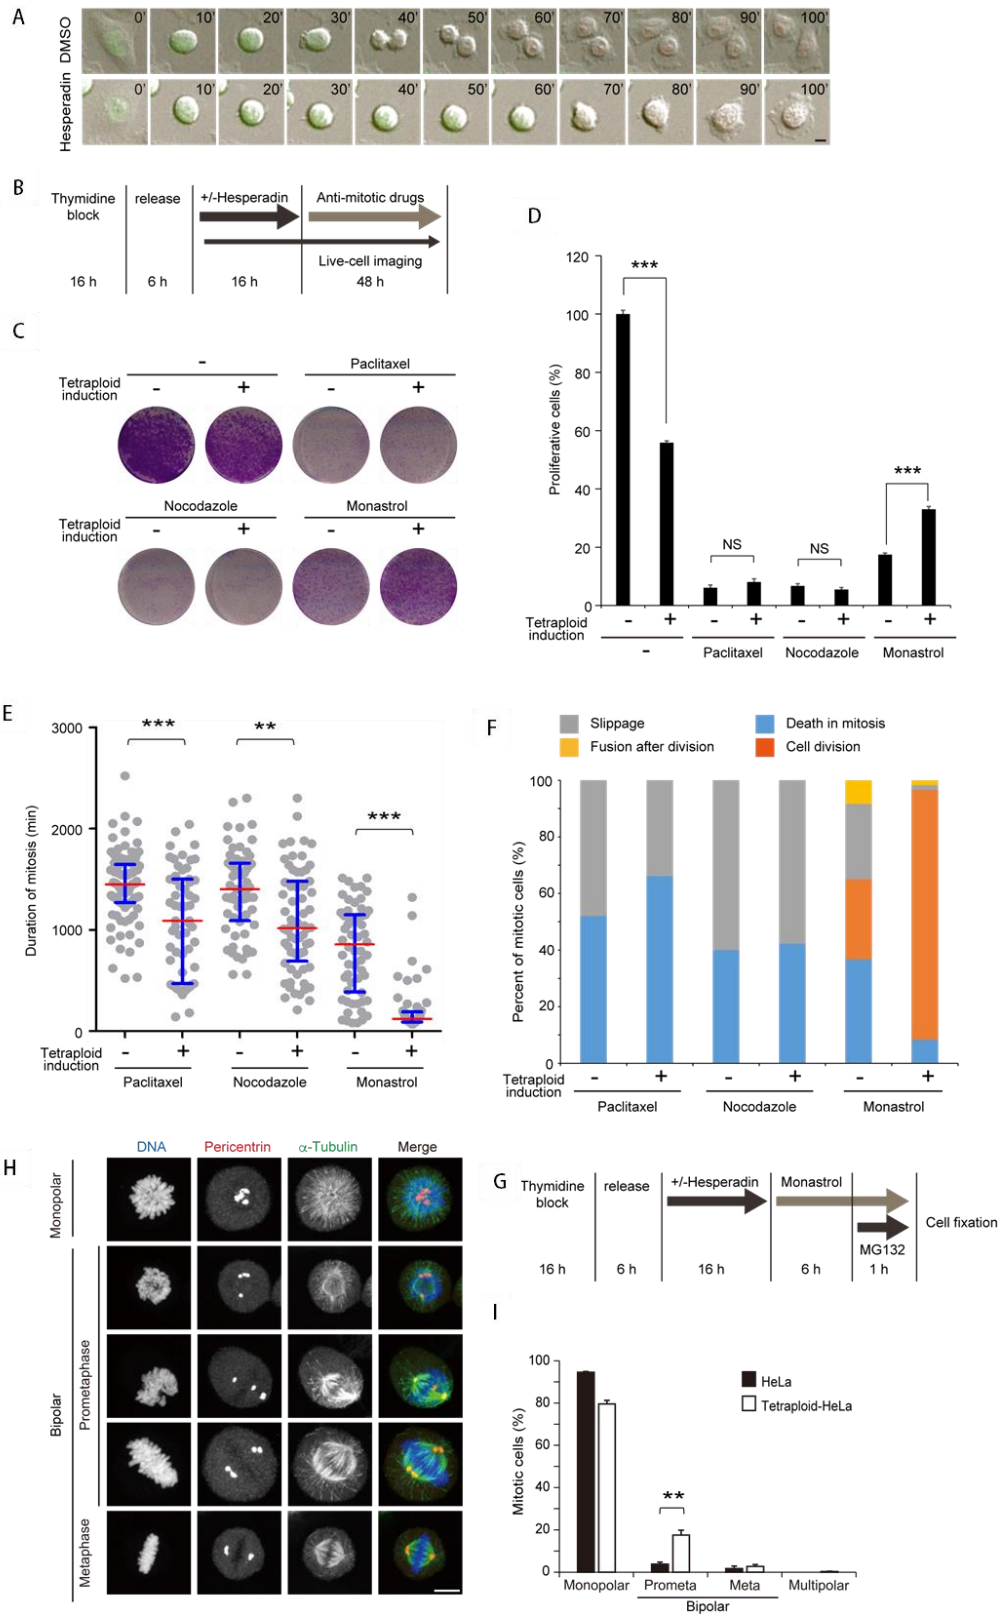 A
DMSO
0' 10' 20' 30' 40' 50' 60' 70' 80' 90' 100'
Hesperadin
0' 10' 20' 30' 40' 50' 60' 70' 80' 90' 100'
B
Thymidine
block
release
+/-Hesperadin
Anti-mitotic drugs
Live-cell imaging
16 h
6 h
16 h
48 h
C
-
Paclitaxel
Tetraploid
induction
- + - +
Nocodazole
Monastrol
Tetraploid
induction
- + - +
D
Proliferative cells (%)
120
100
80
60
40
20
0
***
NS
NS
***
Tetraploid
induction
- + - + - + - +
- Paclitaxel Nocodazole Monastrol
E
Duration of mitosis (min)
3000
2000
1000
0
***
**
***
Tetraploid
induction
- + - + - +
Paclitaxel Nocodazole Monastrol
F
Slippage
Death in mitosis
Fusion after division
Cell division
Percent of mitotic cells (%)
100
80
60
40
20
0
Tetraploid
induction
- + - + - +
Paclitaxel Nocodazole Monastrol
H
DNA Pericentrin α-Tubulin Merge
Monopolar
Bipolar
Prometaphase
Metaphase
G
Thymidine
block
release
+/-Hesperadin
Monastrol
MG132
Cell fixation
16 h
6 h
16 h
6 h
1 h
I
Mitotic cells (%)
100
80
60
40
20
0
HeLa
Tetraploid-HeLa
**
Monopolar Prometa Meta Multipolar
Bipolar